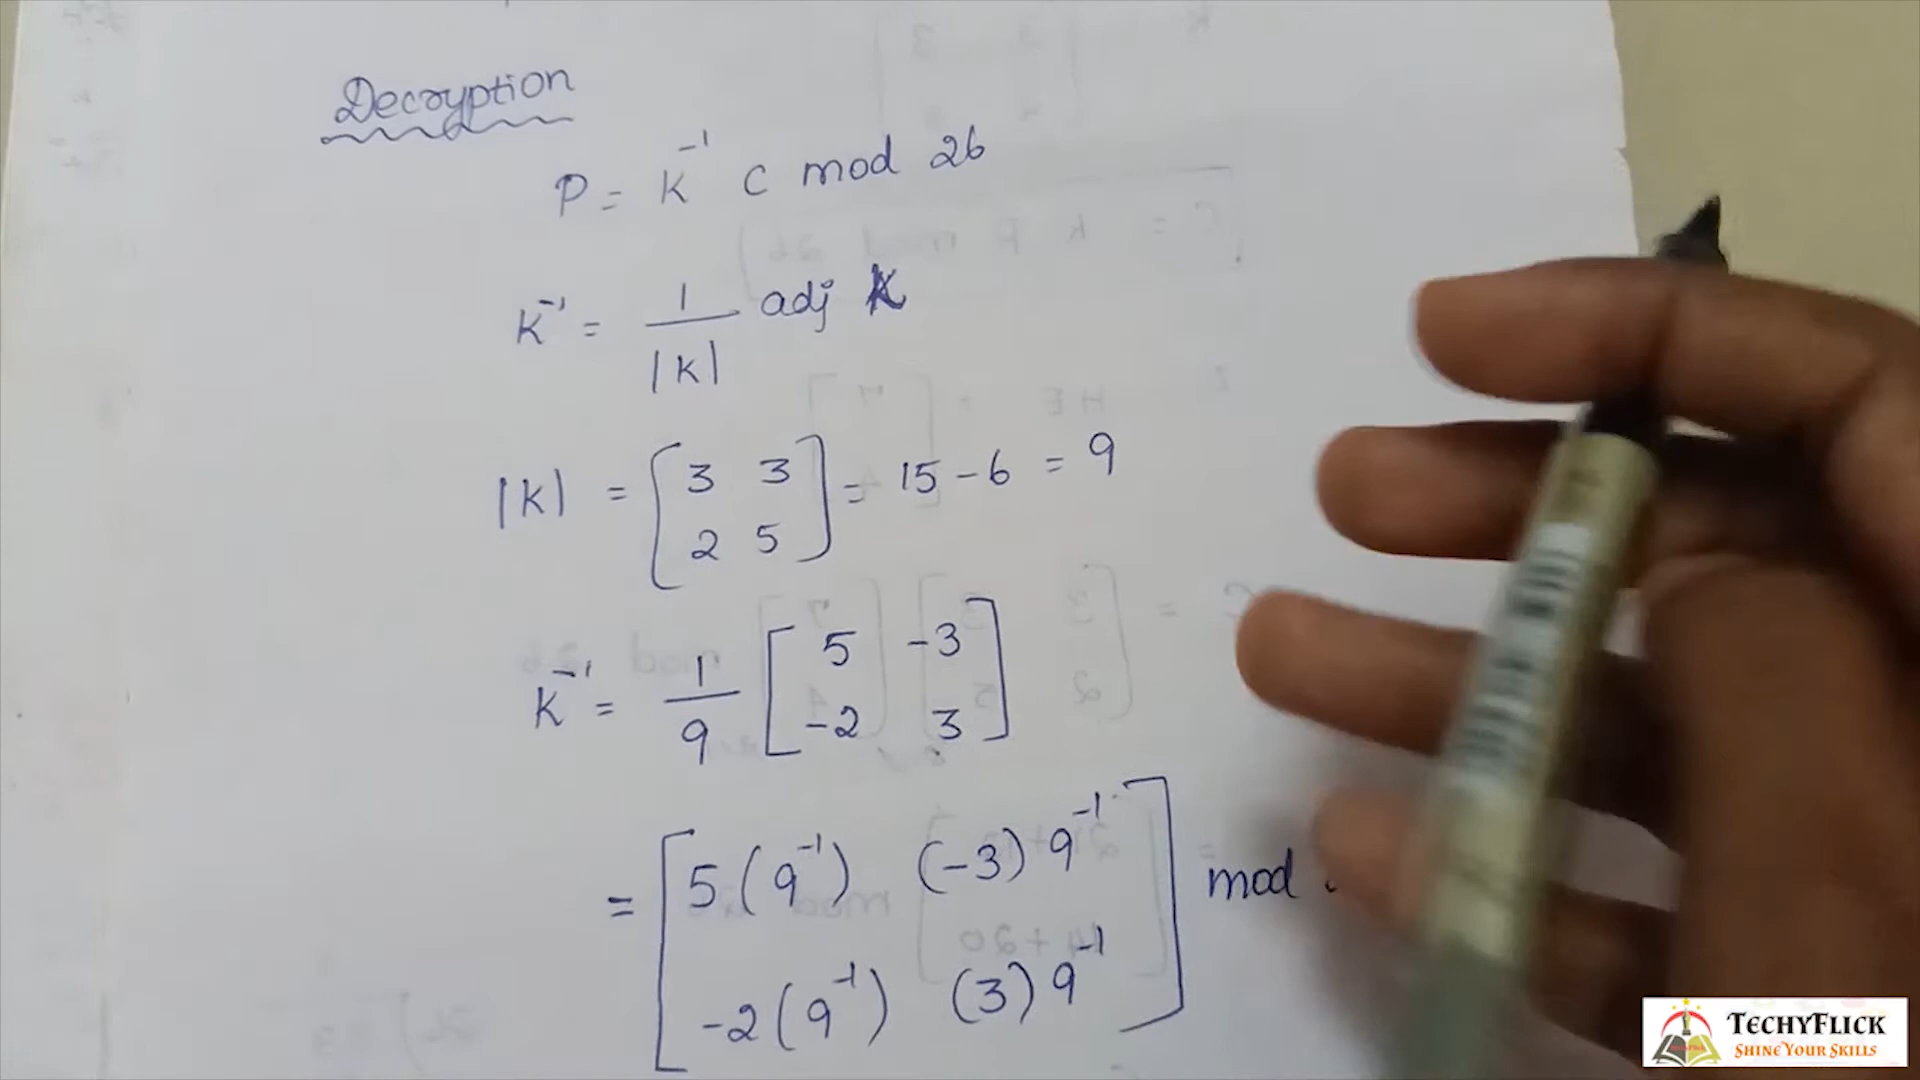 Decryption
P = K⁻¹ C mod 26
K⁻¹ = 1/|K| adj K
|K| = [3 3; 2 5] = 15 - 6 = 9
K⁻¹ = 1/9 [5 -3; -2 3]
= [5(9⁻¹) (-3)9⁻¹; -2(9⁻¹) (3)9⁻¹] mod
TECHYFLICK
SHINE YOUR SKILLS